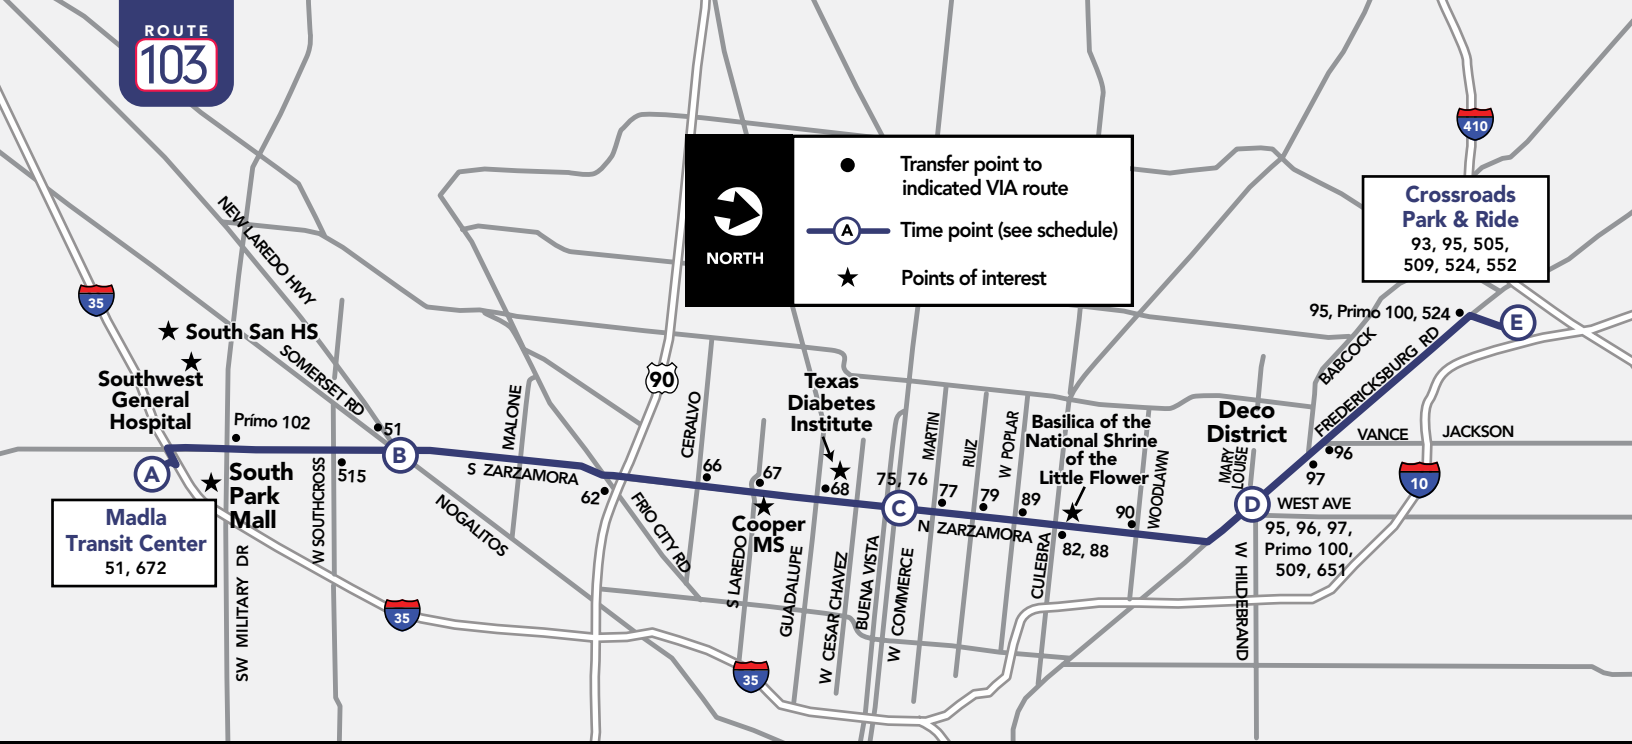 ROUTE
103
410
Transfer point to
indicated VIA route
A
Time point (see schedule)
Points of interest
NORTH
Crossroads
Park & Ride
93, 95, 505,
509, 524, 552
NEW LAREDO HWY
35
South San HS
SOMERSET RD
Southwest
General
Hospital
Prímo 102
51
B
A
South
Park
Mall
515
W SOUTHCROSS
Madla
Transit Center
51, 672
SW MILITARY DR
35
NOGALITOS
MALONE
S ZARZAMORA
62
90
FRIO CITY RD
CERALVO
66
67
Texas
Diabetes
Institute
68
Cooper
MS
S LAREDO
GUADALUPE
W CESAR CHAVEZ
BUENA VISTA
W COMMERCE
35
75, 76
C
MARTIN
77
N ZARZAMORA
RUIZ
79
W POPLAR
89
Basilica of the
National Shrine
of the
Little Flower
CULEBRA
82, 88
90
WOODLAWN
Deco
District
MARY
LOUISE
D
WEST AVE
95, 96, 97,
Primo 100,
509, 651
W HILDEBRAND
97
96
VANCE
JACKSON
10
FREDERICKSBURG RD
BABCOCK
95, Primo 100, 524
E